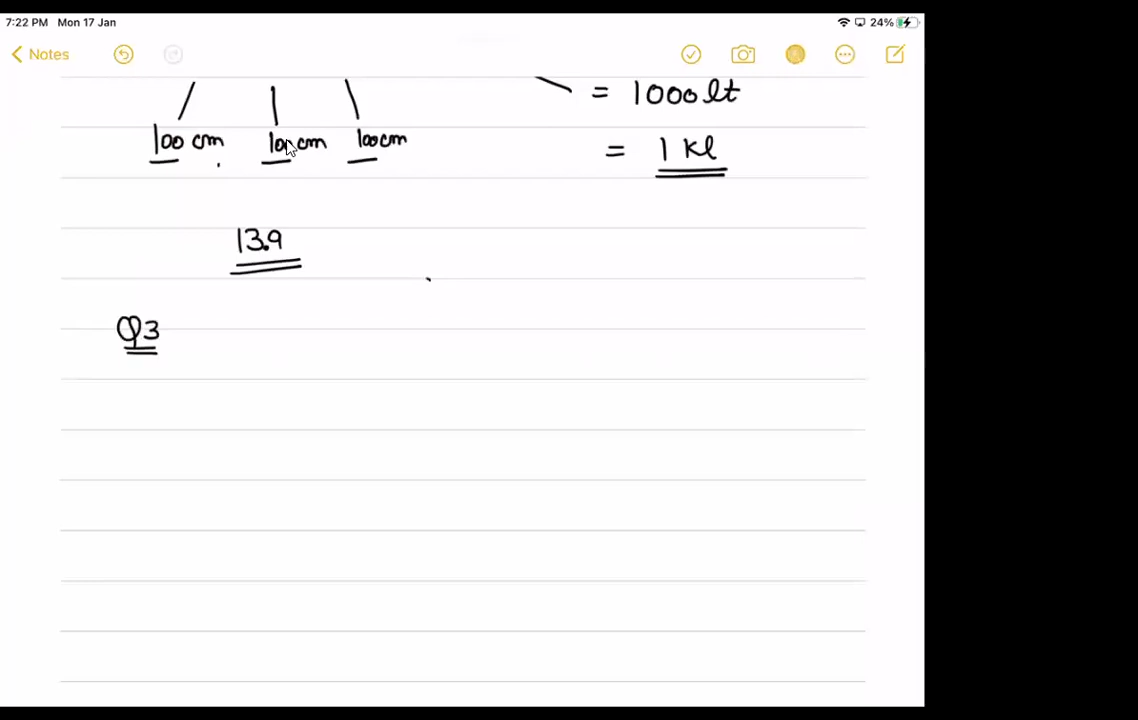 7:22 PM Mon 17 Jan
24%
Notes
= 1000 lt
100 cm 100 cm 100 cm
= 1 Kl
13.9
Q3